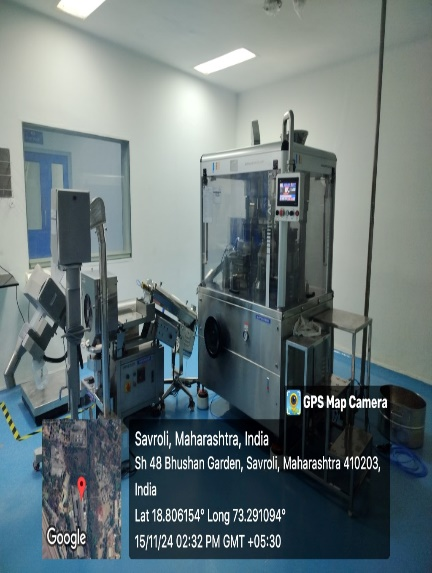 GPS Map Camera
Savroli, Maharashtra, India
Sh 48 Bhushan Garden, Savroli, Maharashtra 410203,
India
Lat 18.806154° Long 73.291094°
15/11/24 02:32 PM GMT +05:30
Google